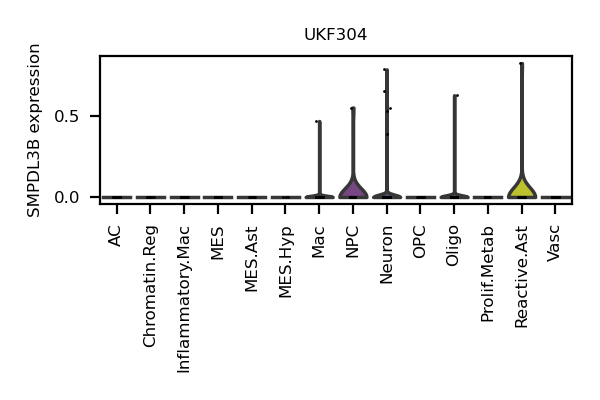 UKF304
SMPDL3B expression
0.5
0.0
AC
Chromatin.Reg
Inflammatory.Mac
MES
MES.Ast
MES.Hyp
Mac
NPC
Neuron
OPC
Oligo
Prolif.Metab
Reactive.Ast
Vasc